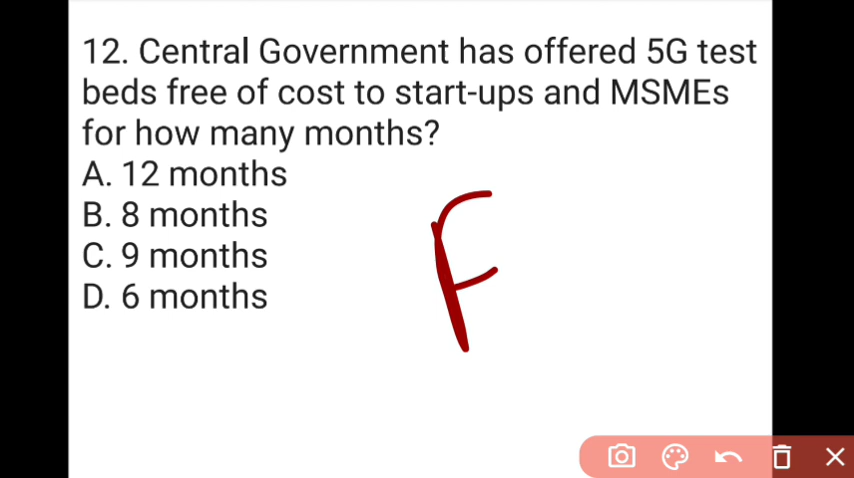 12. Central Government has offered 5G test
beds free of cost to start-ups and MSMEs
for how many months?
A. 12 months
B. 8 months
C. 9 months
D. 6 months
F